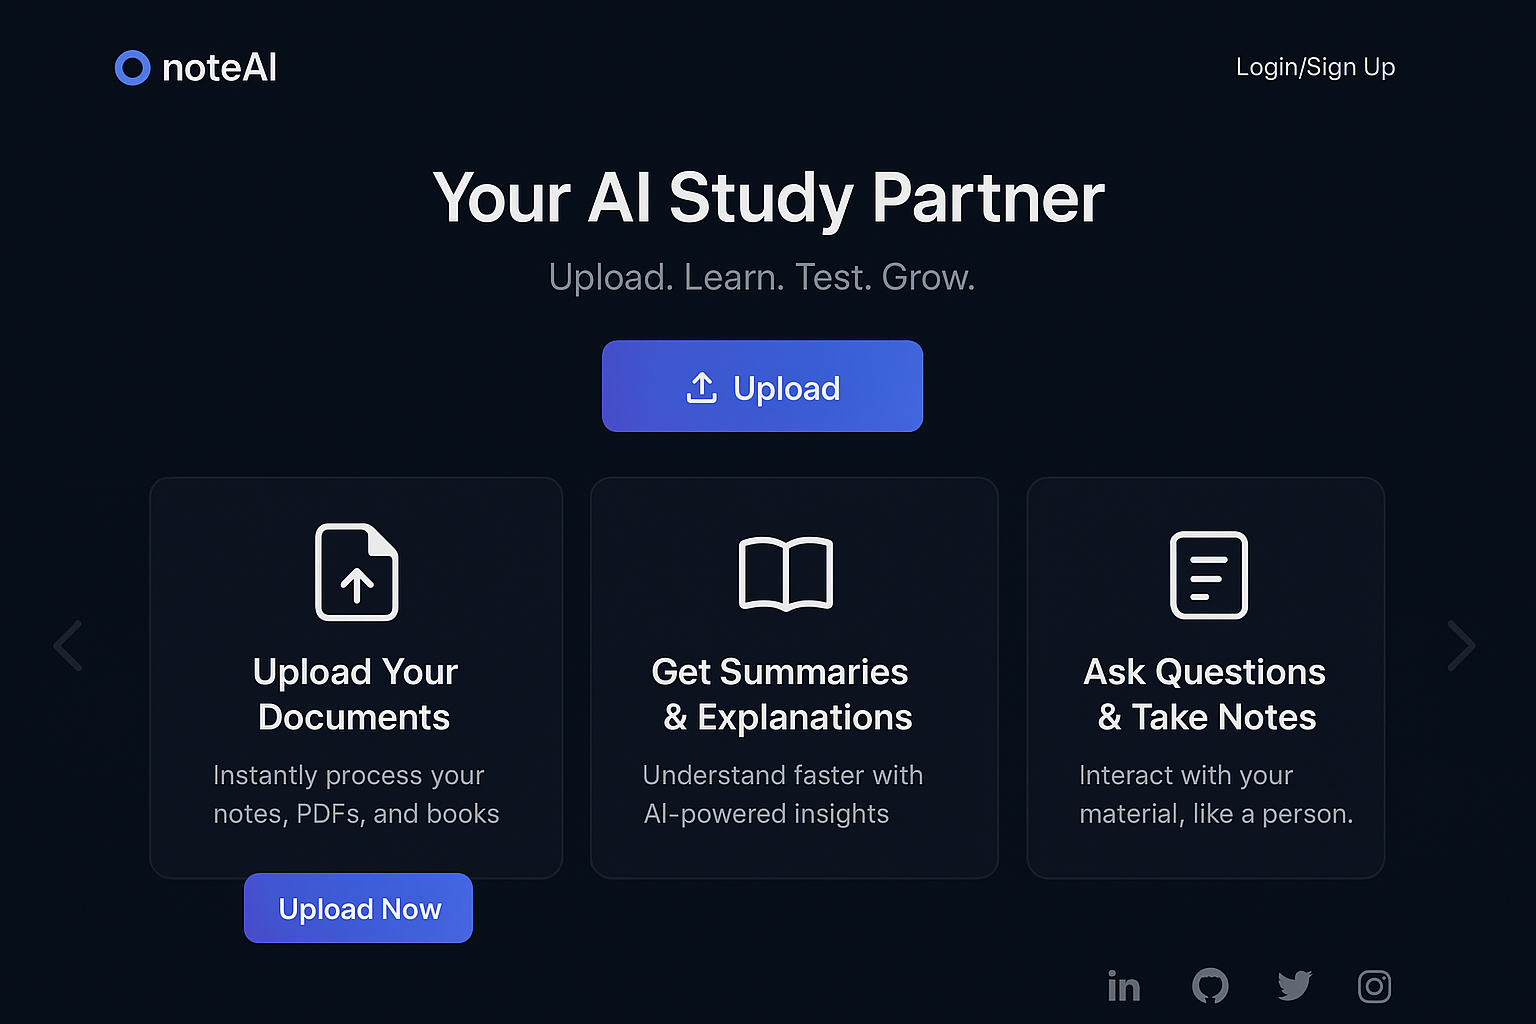 noteAI
Login/Sign Up
Your AI Study Partner
Upload. Learn. Test. Grow.
Upload
Upload Your
Documents
Instantly process your
notes, PDFs, and books
Upload Now
Get Summaries
& Explanations
Understand faster with
AI-powered insights
Ask Questions
& Take Notes
Interact with your
material, like a person.
in